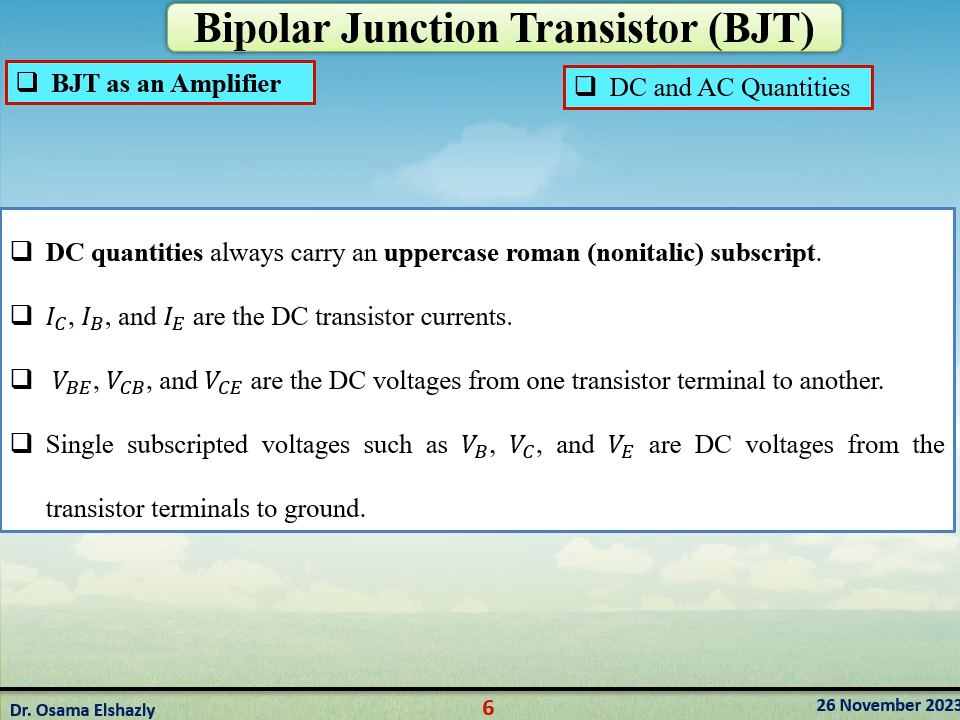 Bipolar Junction Transistor (BJT)
❑ BJT as an Amplifier
❑ DC and AC Quantities
❑ DC quantities always carry an uppercase roman (nonitalic) subscript.
❑ I_C, I_B, and I_E are the DC transistor currents.
❑ V_BE, V_CB, and V_CE are the DC voltages from one transistor terminal to another.
❑ Single subscripted voltages such as V_B, V_C, and V_E are DC voltages from the
transistor terminals to ground.
Dr. Osama Elshazly
6
26 November 2023